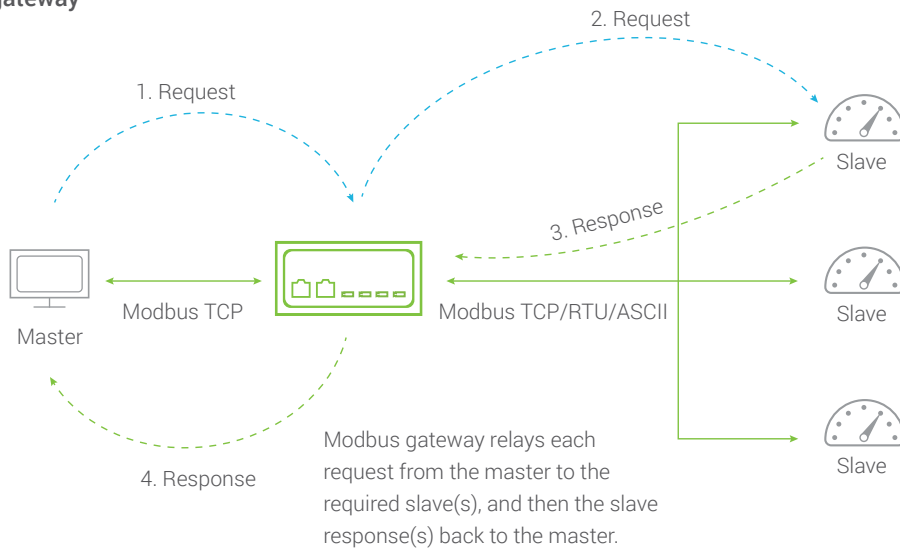 gateway
2. Request
1. Request
Slave
3. Response
Modbus TCP
Modbus TCP/RTU/ASCII
Slave
Master
Modbus gateway relays each
request from the master to the
required slave(s), and then the slave
response(s) back to the master.
4. Response
Slave